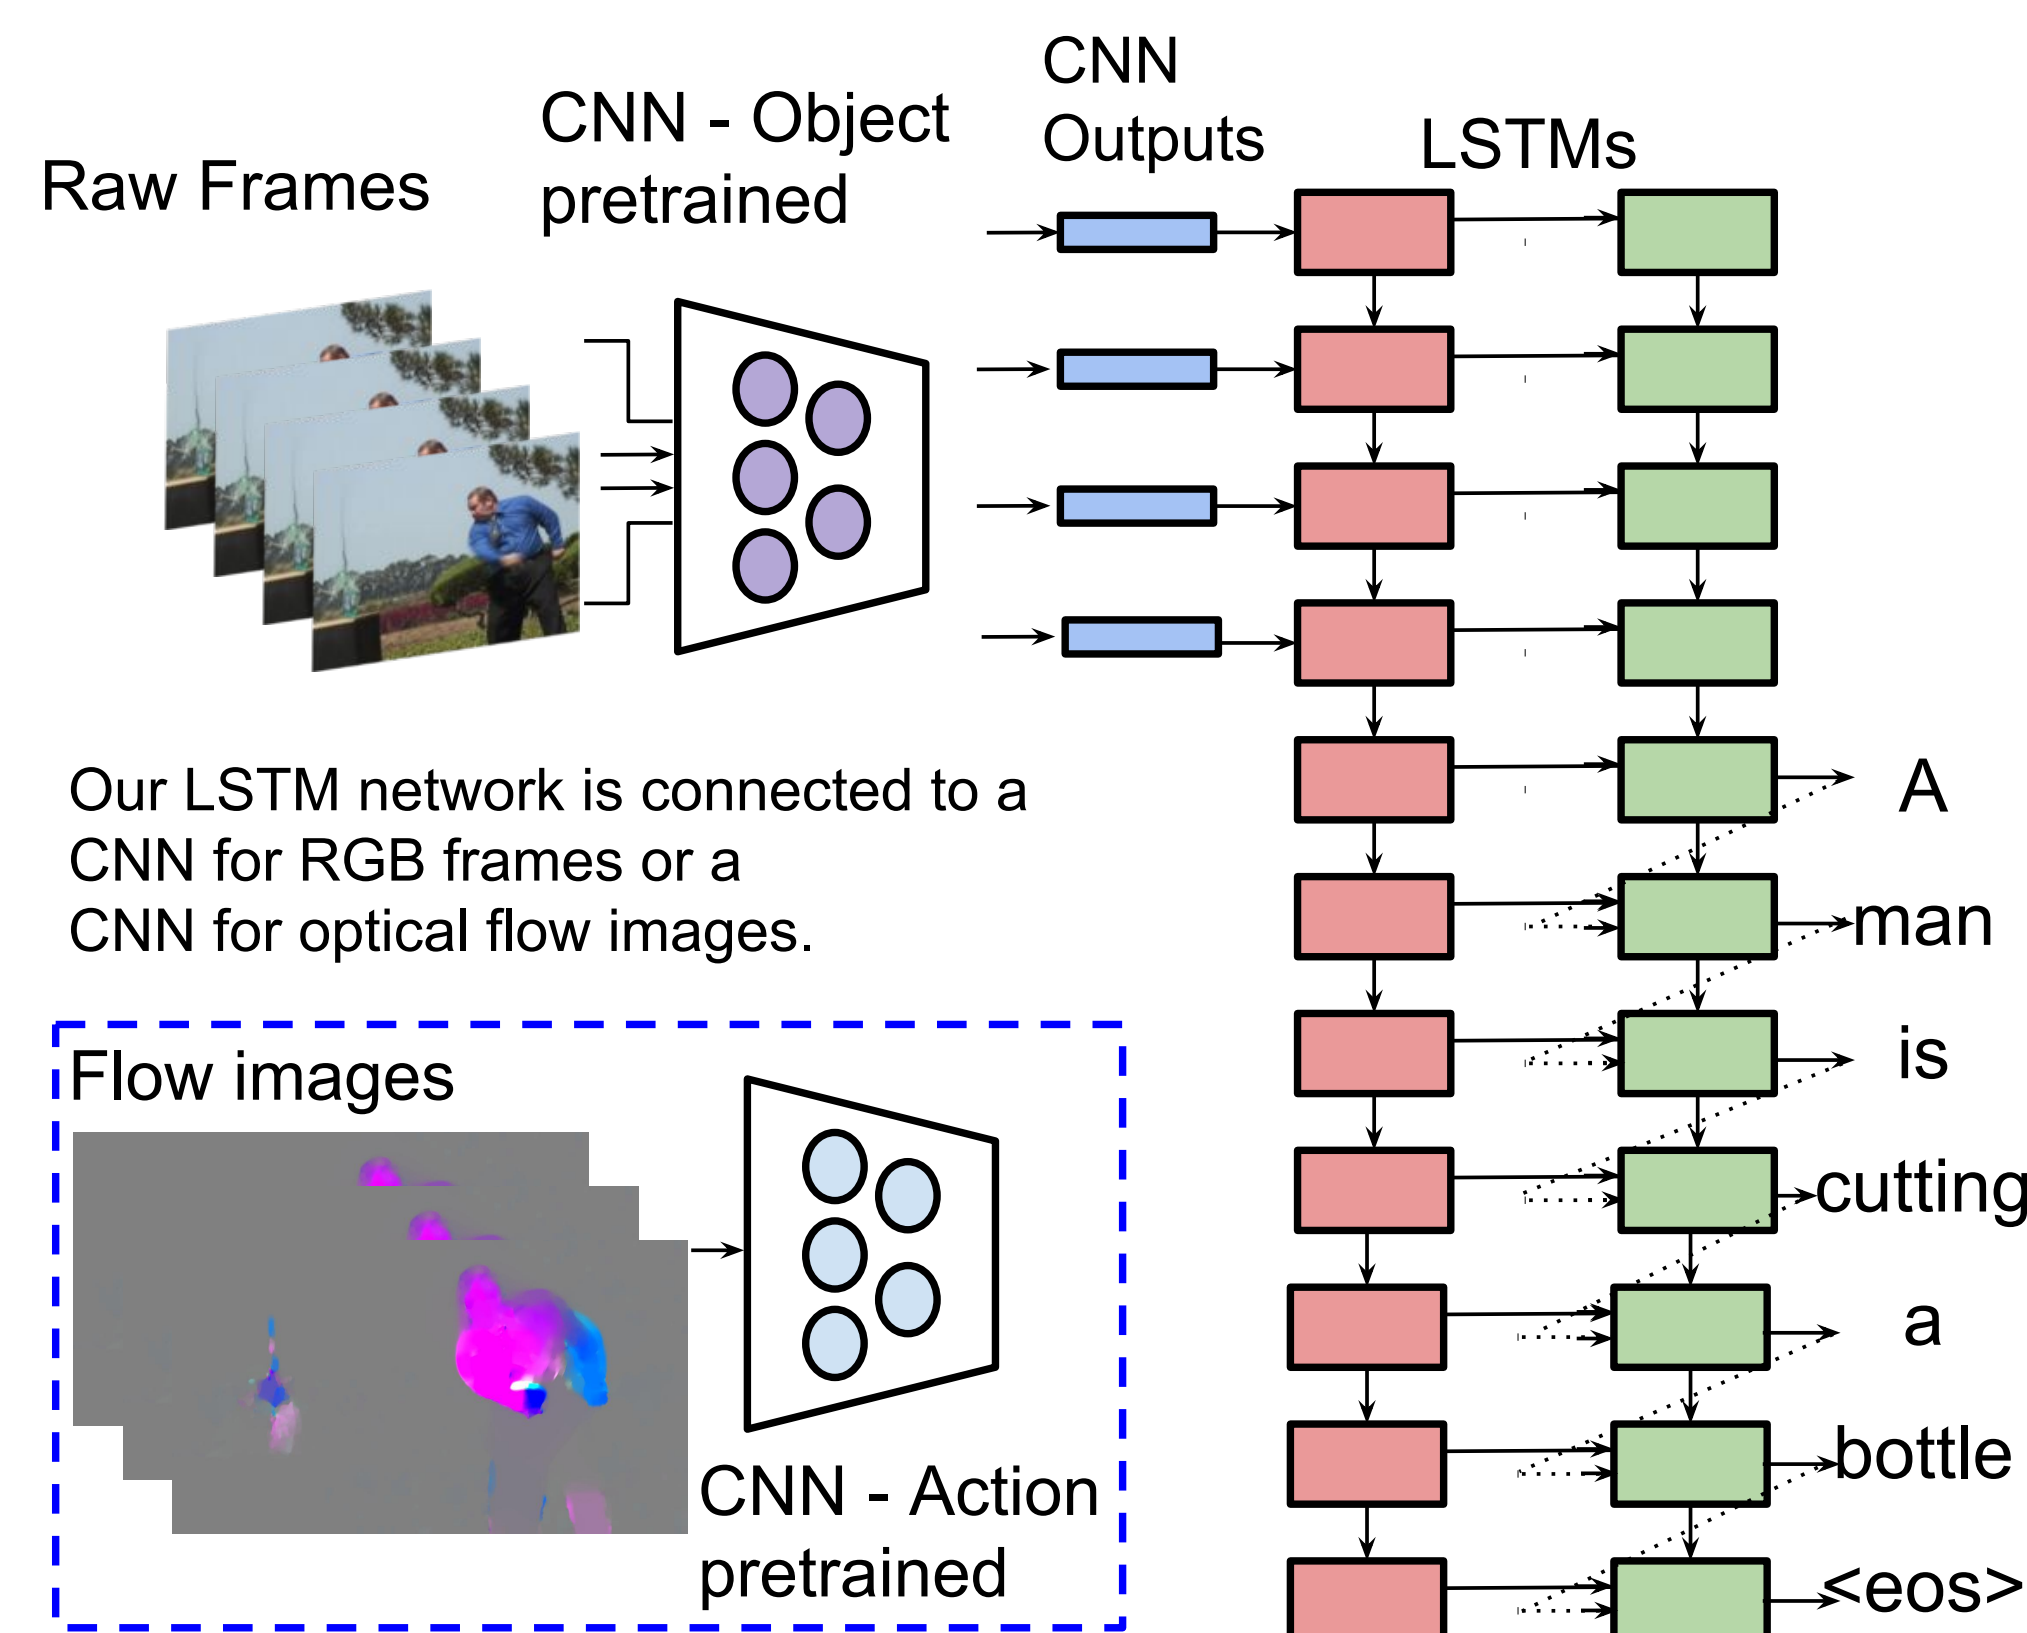 Raw Frames
CNN - Object
pretrained
CNN
Outputs
LSTMs
Our LSTM network is connected to a
CNN for RGB frames or a
CNN for optical flow images.
Flow images
CNN - Action
pretrained
A
man
is
cutting
a
bottle
<eos>